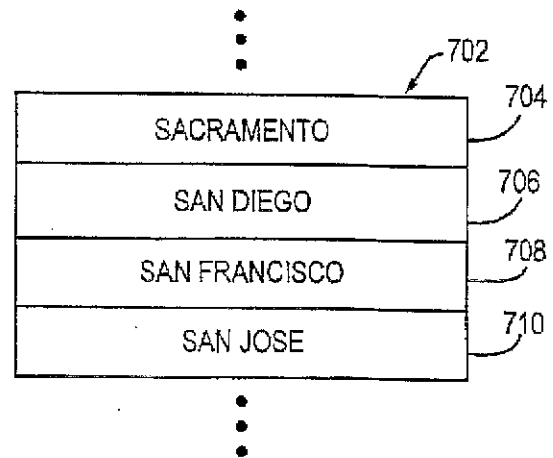 702
704
SACRAMENTO
706
SAN DIEGO
708
SAN FRANCISCO
710
SAN JOSE